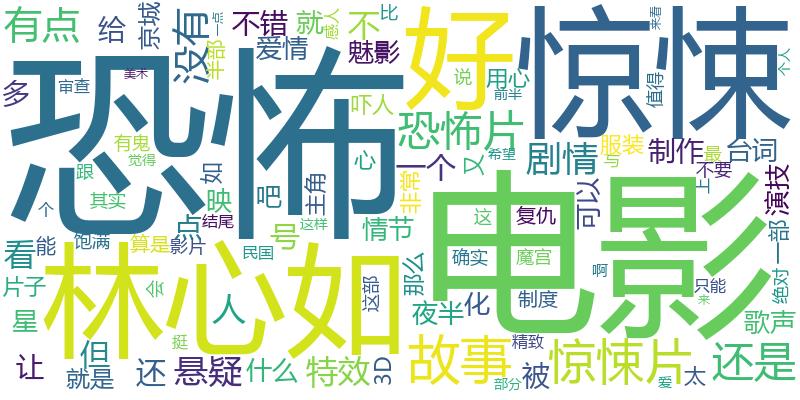 有点
给
京城
没有
不错
就
不
感人
比
一点
好
惊悚
来看
个人
半部
爱情
魅影
说
用心
前半
值得
多
审查
美术
恐怖
吓人
恐怖片
有鬼
觉得
如
心
一个
又
希望
剧情
服装
与
制作
最
不要
上
台词
演技
跟
其实
映
吧
主角
非常
可以
个
点
结尾
这样
号
情节
这
复仇
电影
看
能
饱满
算是
影片
民国
林心如
人
这部
那么
确实
魔宫
啊
只能
来
绝对
一部
片子
会
星
夜半
化
制度
歌声
让
但
就是
还
挺
悬疑
什么
特效
3D
故事
精致
部分
被
惊悚片
爱
太
还是